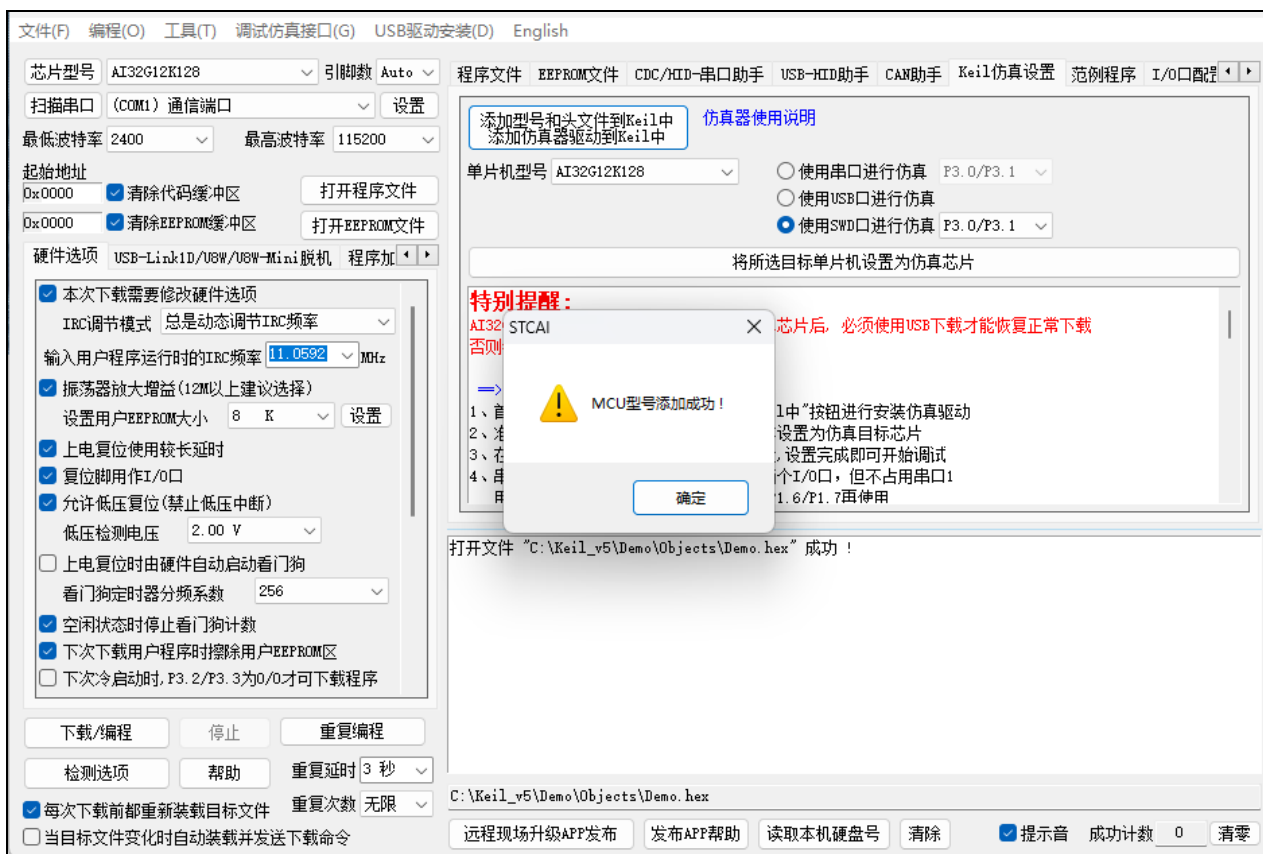 文件(F) 编程(O) 工具(T) 调试仿真接口(G) USB驱动安装(D) English
芯片型号 AI32G12K128 引脚数 Auto
扫描串口 (COM1) 通信端口 设置
最低波特率 2400 最高波特率 115200
起始地址
0x0000 清除代码缓冲区 打开程序文件
0x0000 清除EEPROM缓冲区 打开EEPROM文件
硬件选项 USB-Link1D/U8W/U8W-Mini脱机 程序加
本次下载需要修改硬件选项
IRC调节模式 总是动态调节IRC频率
输入用户程序运行时的IRC频率 11.0592 MHz
振荡器放大增益(12M以上建议选择)
设置用户EEPROM大小 8 K 设置
上电复位使用较长延时
复位脚用作I/O口
允许低压复位(禁止低压中断)
低压检测电压 2.00 V
上电复位时由硬件自动启动看门狗
看门狗定时器分频系数 256
空闲状态时停止看门狗计数
下次下载用户程序时擦除用户EEPROM区
下次冷启动时,P3.2/P3.3为0/0才可下载程序
下载/编程 停止 重复编程
检测选项 帮助 重复延时 3 秒
每次下载前都重新装载目标文件 重复次数 无限
当目标文件变化时自动装载并发送下载命令
程序文件 EEPROM文件 CDC/HID-串口助手 USB-HID助手 CAN助手 Keil仿真设置 范例程序 I/O口配
添加型号和头文件到Keil中
添加仿真器驱动到Keil中
仿真器使用说明
单片机型号 AI32G12K128
使用串口进行仿真 P3.0/P3.1
使用USB口进行仿真
使用SWD口进行仿真 P3.0/P3.1
将所选目标单片机设置为仿真芯片
特别提醒:
AI32 芯片后, 必须使用USB下载才能恢复正常下载
否则
==>
1、首 il中"按钮进行安装仿真驱动
2、准 设置为仿真目标芯片
3、在 ,设置完成即可开始调试
4、串 个I/O口,但不占用串口1
用 1.6/P1.7再使用
STCAI
MCU型号添加成功!
确定
打开文件 "C:\Keil_v5\Demo\Objects\Demo.hex" 成功 !
C:\Keil_v5\Demo\Objects\Demo.hex
远程现场升级APP发布 发布APP帮助 读取本机硬盘号 清除 提示音 成功计数 0 清零